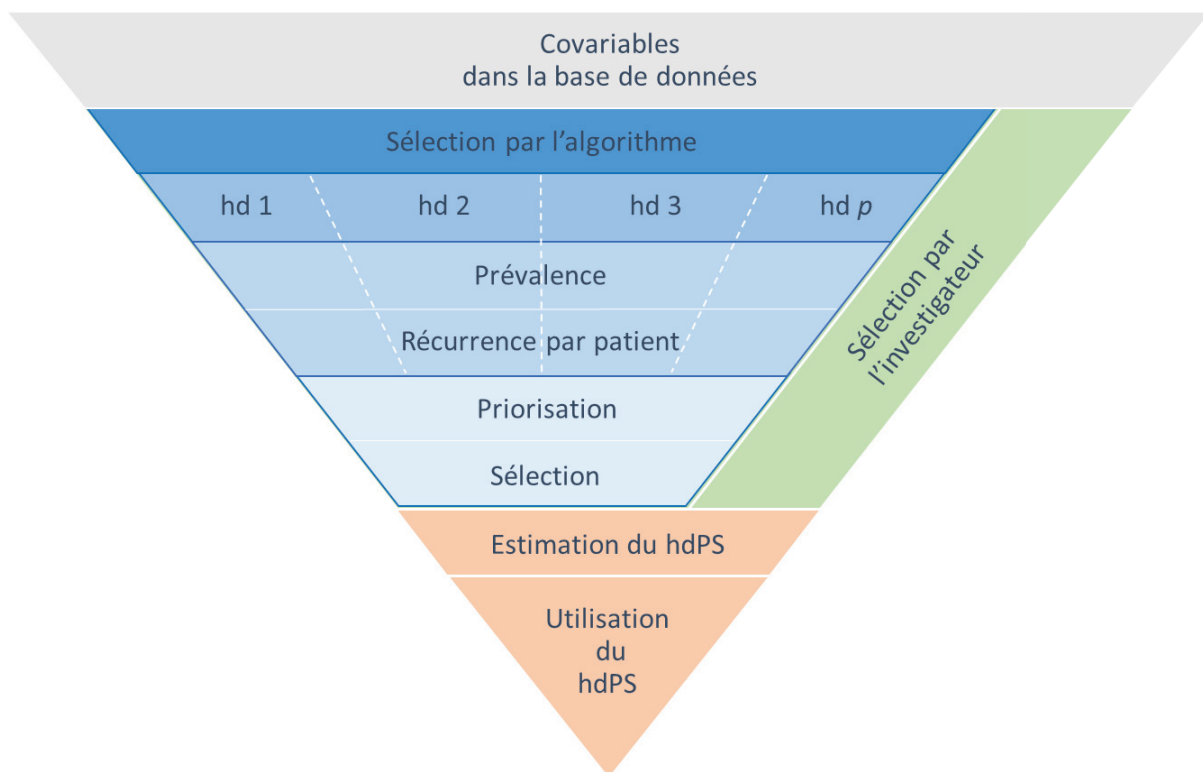 Covariables
dans la base de données
Sélection par l'algorithme
hd 1
hd 2
hd 3
hd p
Prévalence
Récurrence par patient
Priorisation
Sélection
Sélection par
l'investigateur
Estimation du hdPS
Utilisation
du
hdPS